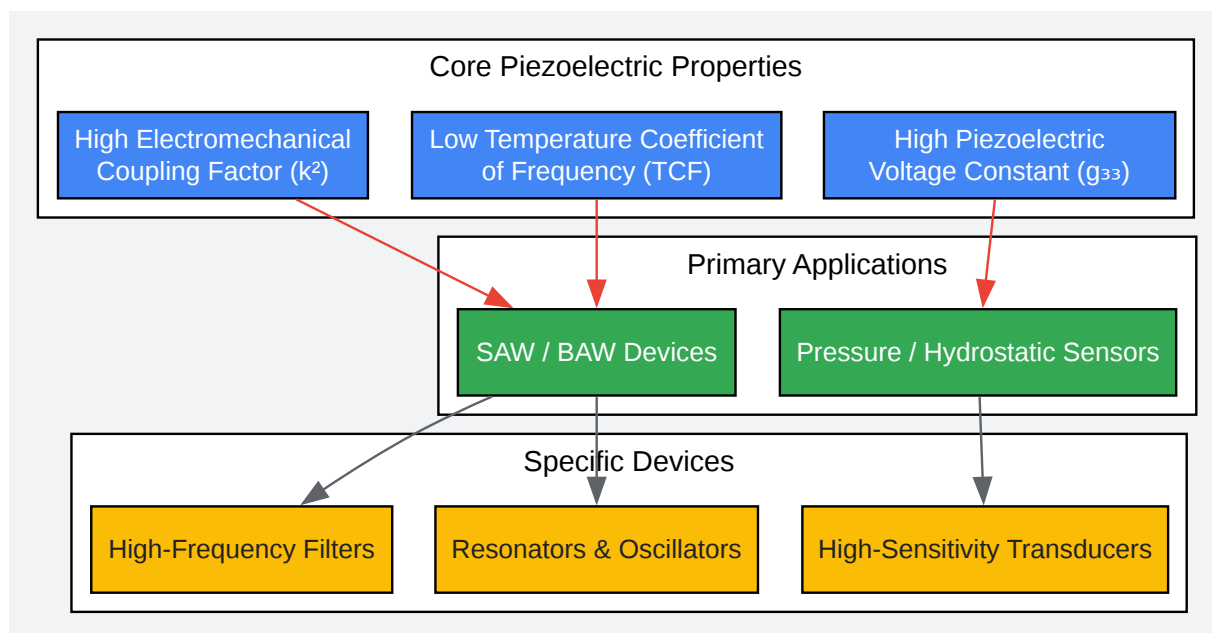 Core Piezoelectric Properties
High Electromechanical
Coupling Factor (k²)
Low Temperature Coefficient
of Frequency (TCF)
High Piezoelectric
Voltage Constant (g₃₃)
Primary Applications
SAW / BAW Devices
Pressure / Hydrostatic Sensors
Specific Devices
High-Frequency Filters
Resonators & Oscillators
High-Sensitivity Transducers